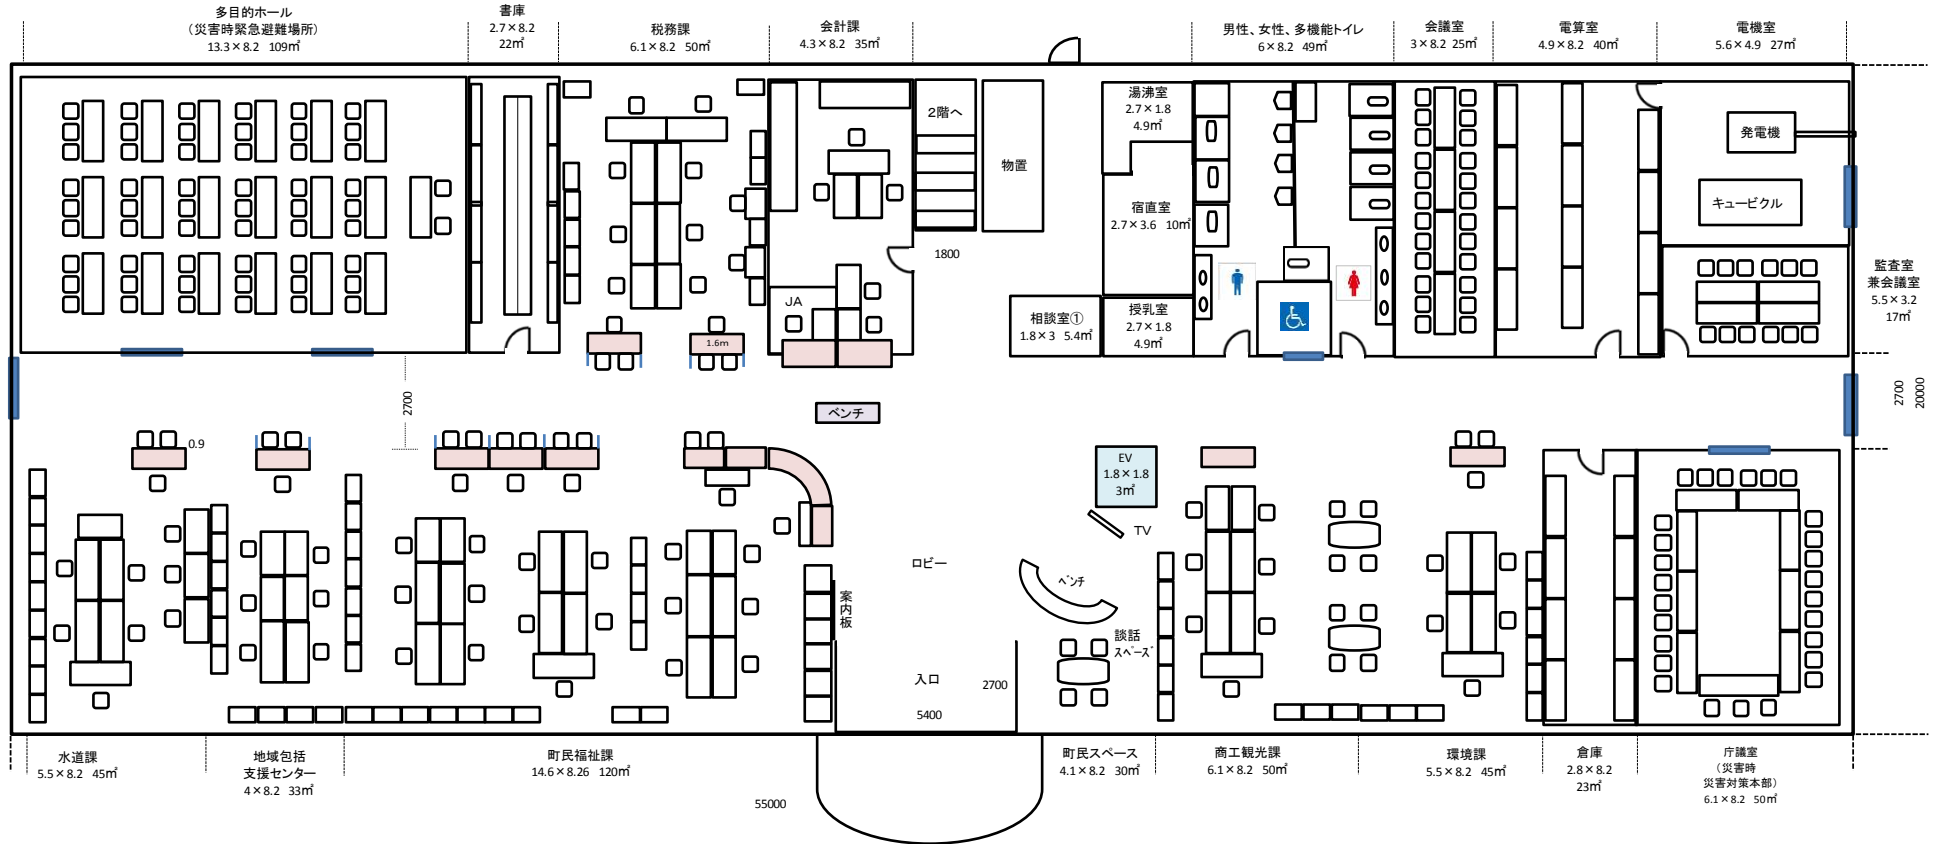 多目的ホール
（災害時緊急避難場所）
13.3×8.2 109㎡
書庫
2.7×8.2
22㎡
税務課
6.1×8.2 50㎡
会計課
4.3×8.2 35㎡
男性、女性、多機能トイレ
6×8.2 49㎡
会議室
3×8.2 25㎡
電算室
4.9×8.2 40㎡
電機室
5.6×4.9 27㎡
2階へ
物置
湯沸室
2.7×1.8
4.9㎡
宿直室
2.7×3.6 10㎡
発電機
キュービクル
1800
監査室
兼会議室
5.5×3.2
17㎡
JA
相談室①
1.8×3 5.4㎡
授乳室
2.7×1.8
4.9㎡
1.6m
2700
ベンチ
2700
20000
0.9
EV
1.8×1.8
3㎡
TV
ロビー
ベンチ
案内板
談話
スペース
入口
2700
5400
水道課
5.5×8.2 45㎡
地域包括
支援センター
4×8.2 33㎡
町民福祉課
14.6×8.26 120㎡
町民スペース
4.1×8.2 30㎡
商工観光課
6.1×8.2 50㎡
環境課
5.5×8.2 45㎡
倉庫
2.8×8.2
23㎡
庁議室
（災害時
災害対策本部）
6.1×8.2 50㎡
55000